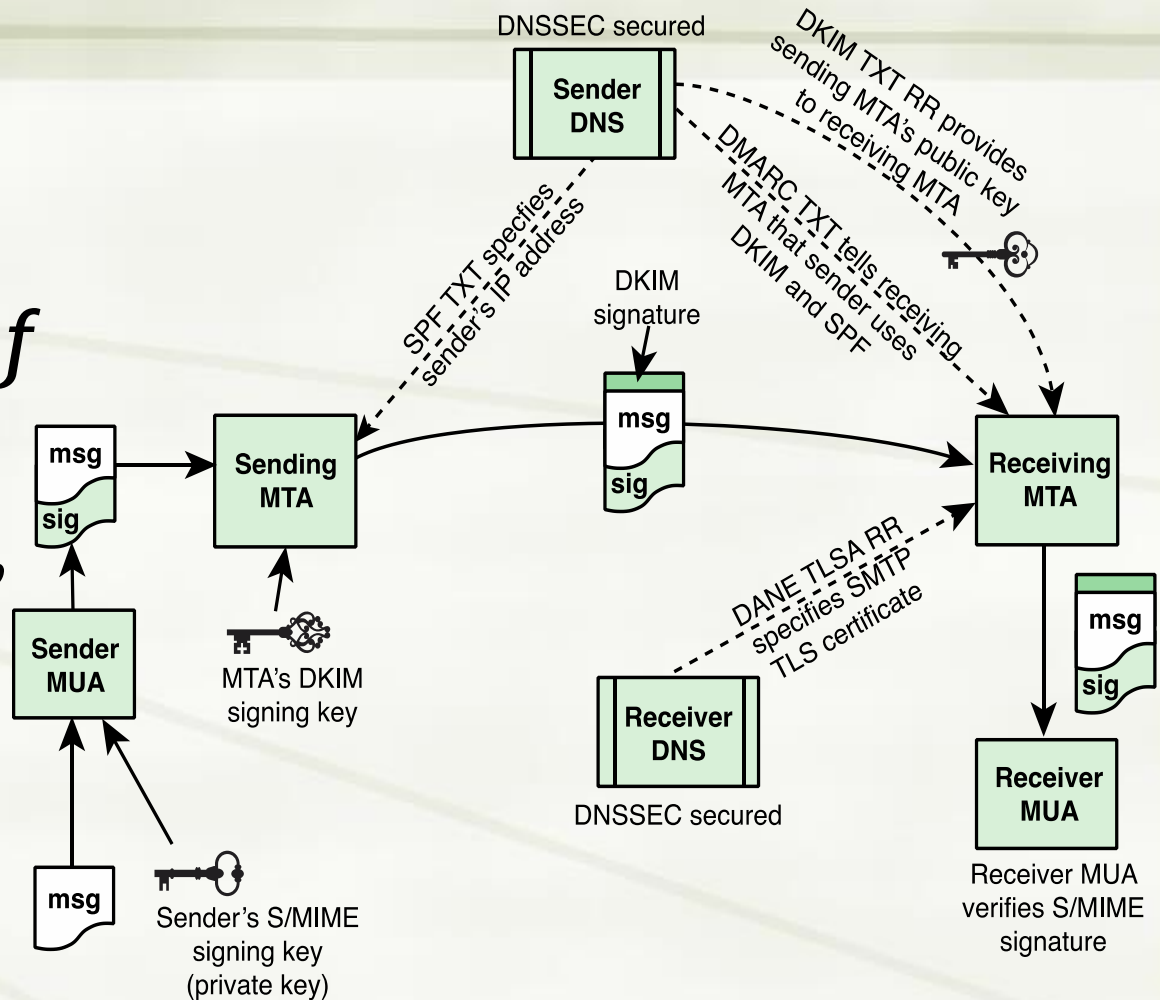 DNSSEC secured
Sender
DNS
DKIM TXT RR provides
sending MTA's public key
to receiving MTA
DMARC TXT tells receiving
MTA that sender uses
DKIM and SPF
SPF TXT specfies
sender's IP address
DKIM
signature
f
msg
sig
Sending
MTA
msg
sig
Receiving
MTA
DANE TLSA RR
specifies SMTP
TLS certificate
Sender
MUA
MTA's DKIM
signing key
Receiver
DNS
DNSSEC secured
msg
sig
Receiver
MUA
Receiver MUA
verifies S/MIME
signature
msg
Sender's S/MIME
signing key
(private key)